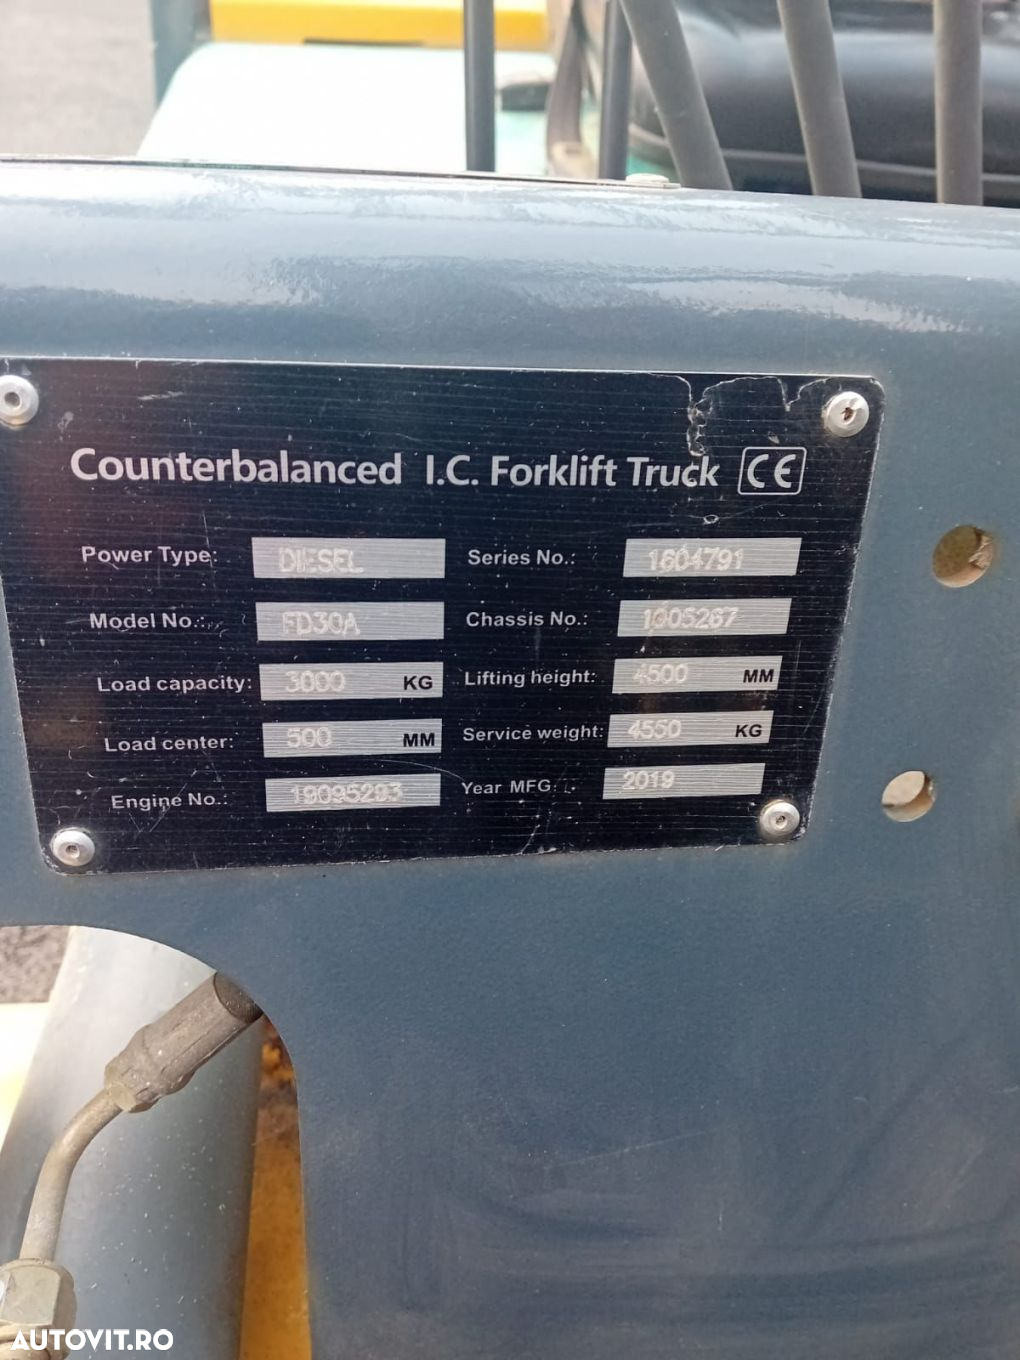 Counterbalanced I.C. Forklift Truck CE
Power Type: DIESEL Series No.: 1604791
Model No.: FD30A Chassis No.: 1005267
Load capacity: 3000 KG Lifting height: 4500 MM
Load center: 500 MM Service weight: 4550 KG
Engine No.: 19095293 Year MFG.: 2019
AUTOVIT.RO